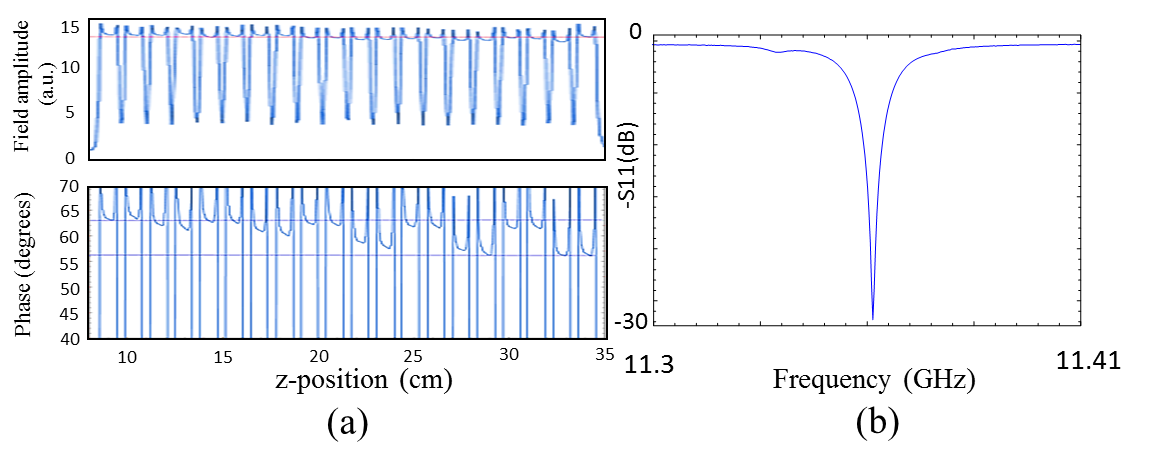 Field amplitude
(a.u.)
15
10
5
0
Phase (degrees)
70
65
60
55
50
45
40
10 15 20 25 30 35
z-position (cm)
(a)
0
-S11(dB)
-30
11.3 11.41
Frequency (GHz)
(b)